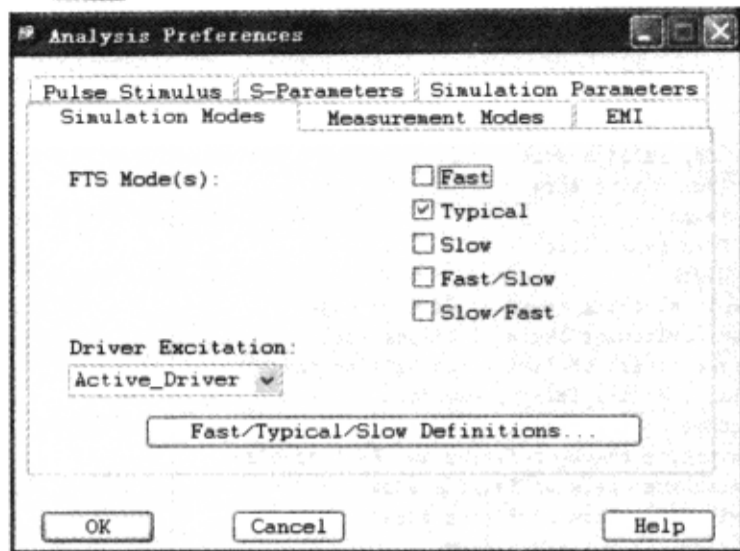 Analysis Preferences
Pulse Stimulus S-Parameters Simulation Parameters
Simulation Modes Measurement Modes EMI
FTS Mode(s): Fast
Typical
Slow
Fast/Slow
Slow/Fast
Driver Excitation:
Active_Driver
Fast/Typical/Slow Definitions...
OK Cancel Help